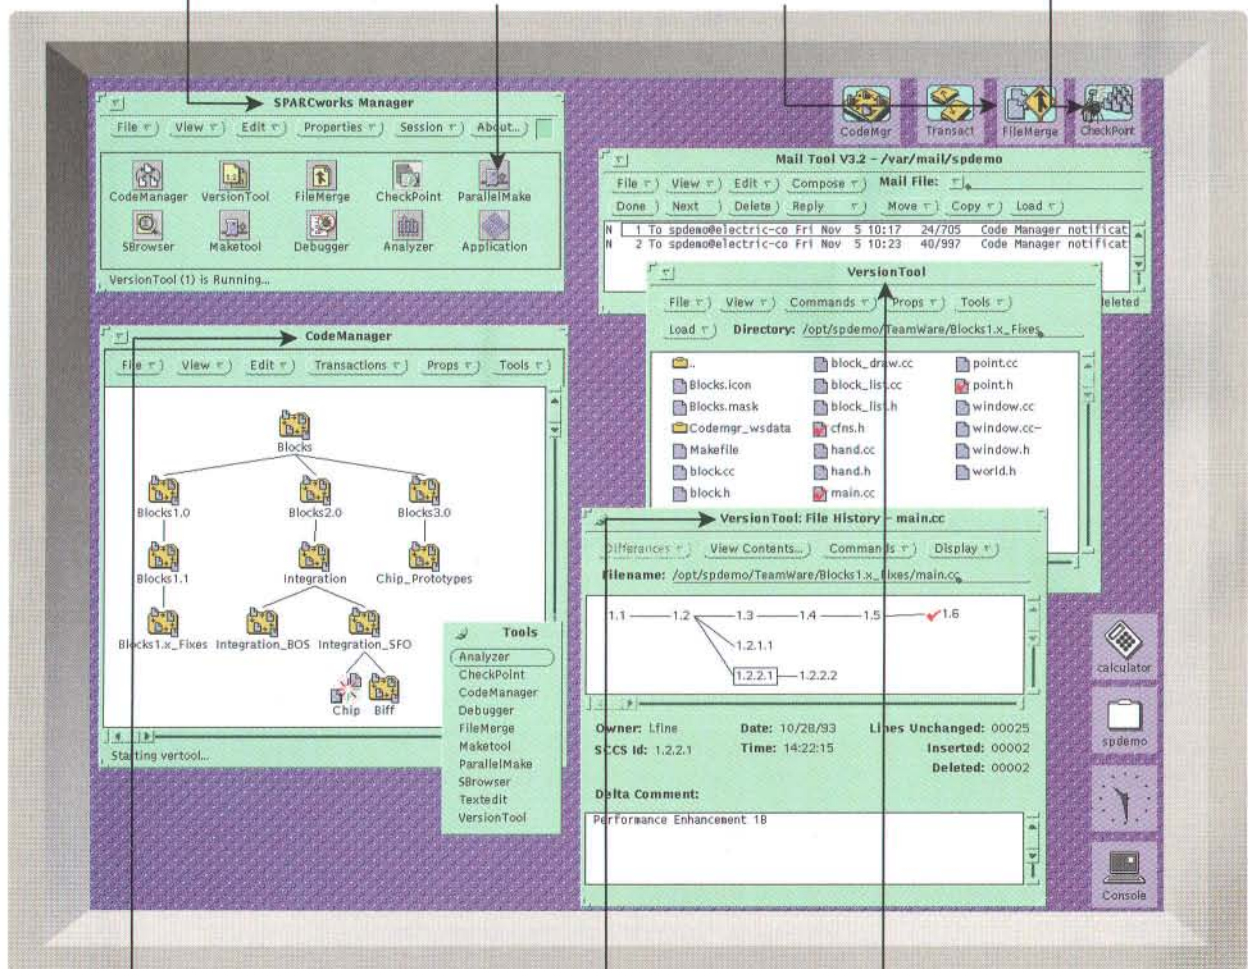 SPARCworks Manager
File View Edit Properties Session About...
CodeManager VersionTool FileMerge CheckPoint ParallelMake
SBrowser Maketool Debugger Analyzer Application
VersionTool (1) is Running...
CodeMgr Transact FileMerge CheckPoint
Mail Tool V3.2 - /var/mail/spdemo
File View Edit Compose Mail File:
Done Next Delete Reply Move Copy Load
N 1 To spdemo@electric-co Fri Nov 5 10:17 24/705 Code Manager notificat
N 2 To spdemo@electric-co Fri Nov 5 10:23 40/997 Code Manager notificat
deleted
VersionTool
File View Commands Props Tools
Load Directory: /opt/spdemo/TeamWare/Blocks1.x_Fixes
.. block_draw.cc point.cc
Blocks.icon block_list.cc point.h
Blocks.mask block_list.h window.cc
Codemgr_wsdata cfns.h window.cc~
Makefile hand.cc window.h
block.cc hand.h world.h
block.h main.cc
CodeManager
File View Edit Transactions Props Tools
Blocks
Blocks1.0 Blocks2.0 Blocks3.0
Blocks1.1 Integration Chip_Prototypes
Blocks1.x_Fixes Integration_BOS Integration_SFO
Chip Biff
Starting vertool...
Tools
Analyzer
CheckPoint
CodeManager
Debugger
FileMerge
Maketool
ParallelMake
SBrowser
Textedit
VersionTool
VersionTool: File History - main.cc
Differences View Contents... Commands Display
Filename: /opt/spdemo/TeamWare/Blocks1.x_Fixes/main.cc
1.1 1.2 1.3 1.4 1.5 1.6
1.2.1.1
1.2.2.1 1.2.2.2
Owner: Lfine Date: 10/28/93 Lines Unchanged: 00025
SCCS Id: 1.2.2.1 Time: 14:22:15 Inserted: 00002
Deleted: 00002
Delta Comment:
Performance Enhancement 1B
calculator
spdemo
Console